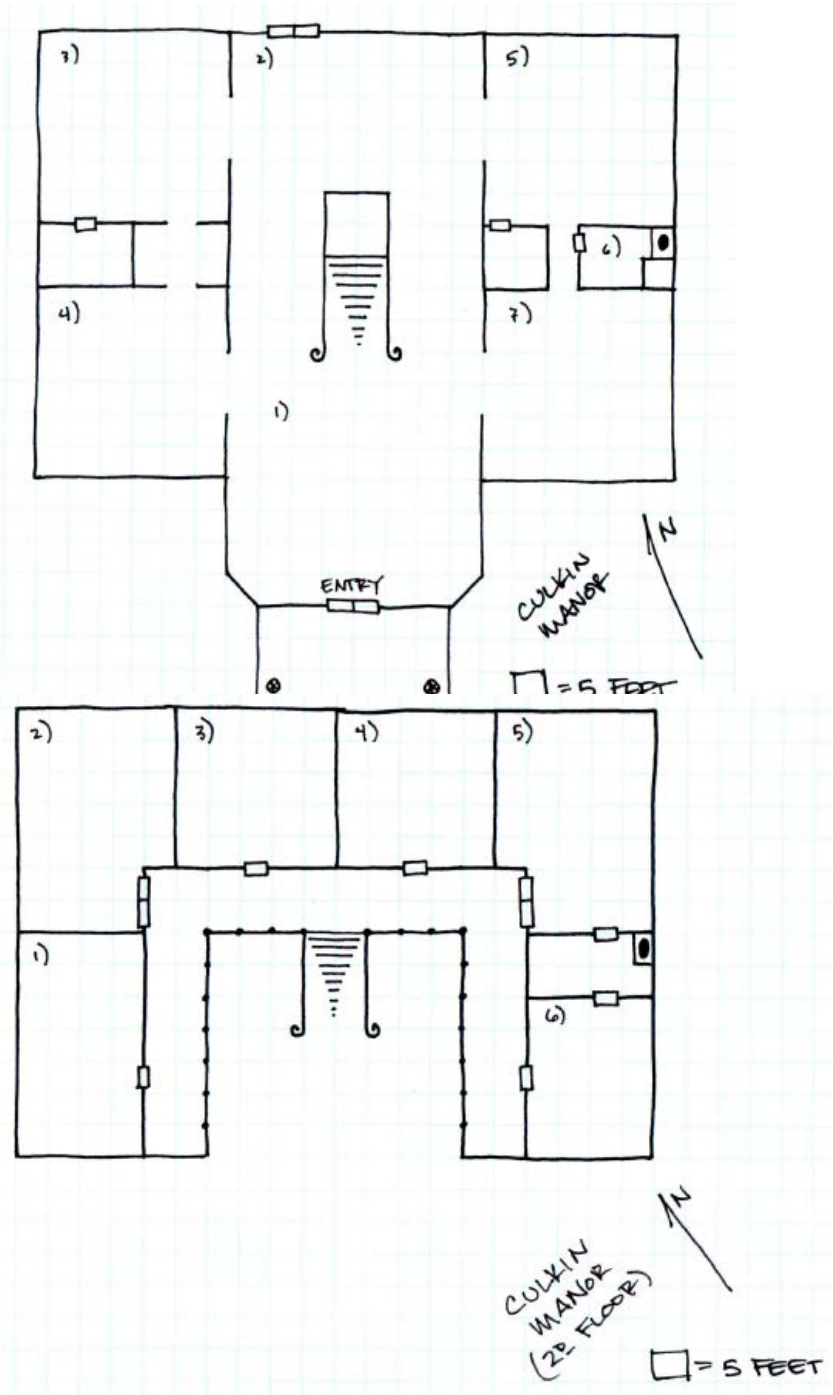 3)
2)
5)
6)
4)
7)
1)
ENTRY
N
CULKIN
MANOR
= 5 FEET
2)
3)
4)
5)
1)
6)
N
CULKIN
MANOR
(2D FLOOR)
= 5 FEET